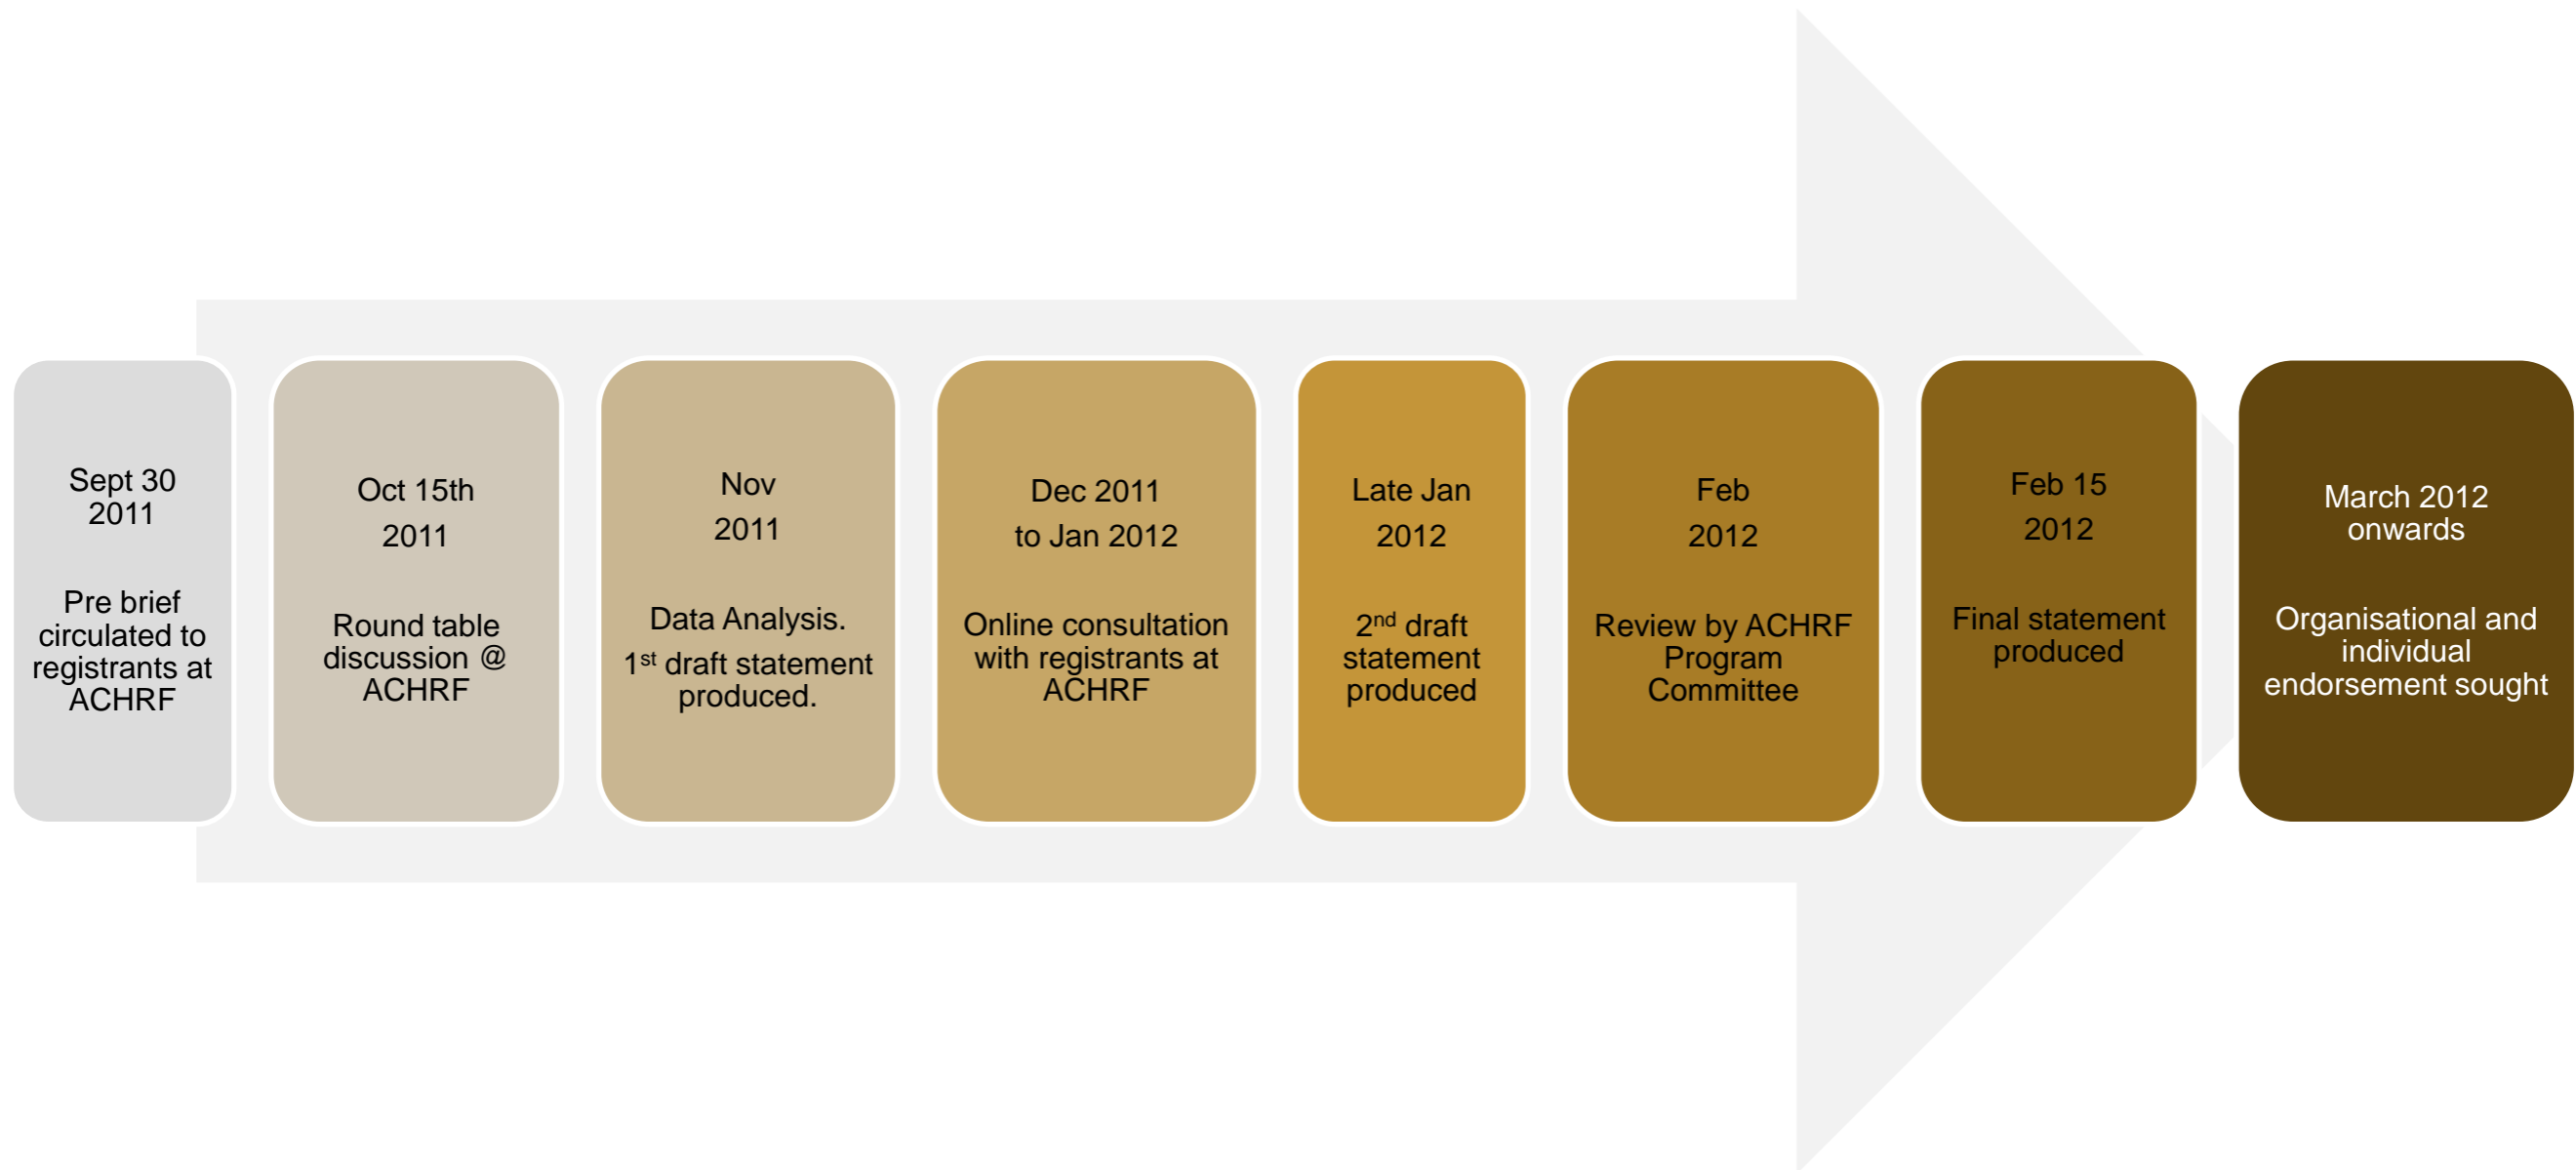 Sept 30
2011
Pre brief
circulated to
registrants at
ACHRF
Oct 15th
2011
Round table
discussion @
ACHRF
Nov
2011
Data Analysis.
1st draft statement
produced.
Dec 2011
to Jan 2012
Online consultation
with registrants at
ACHRF
Late Jan
2012
2nd draft
statement
produced
Feb
2012
Review by ACHRF
Program
Committee
Feb 15
2012
Final statement
produced
March 2012
onwards
Organisational and
individual
endorsement sought